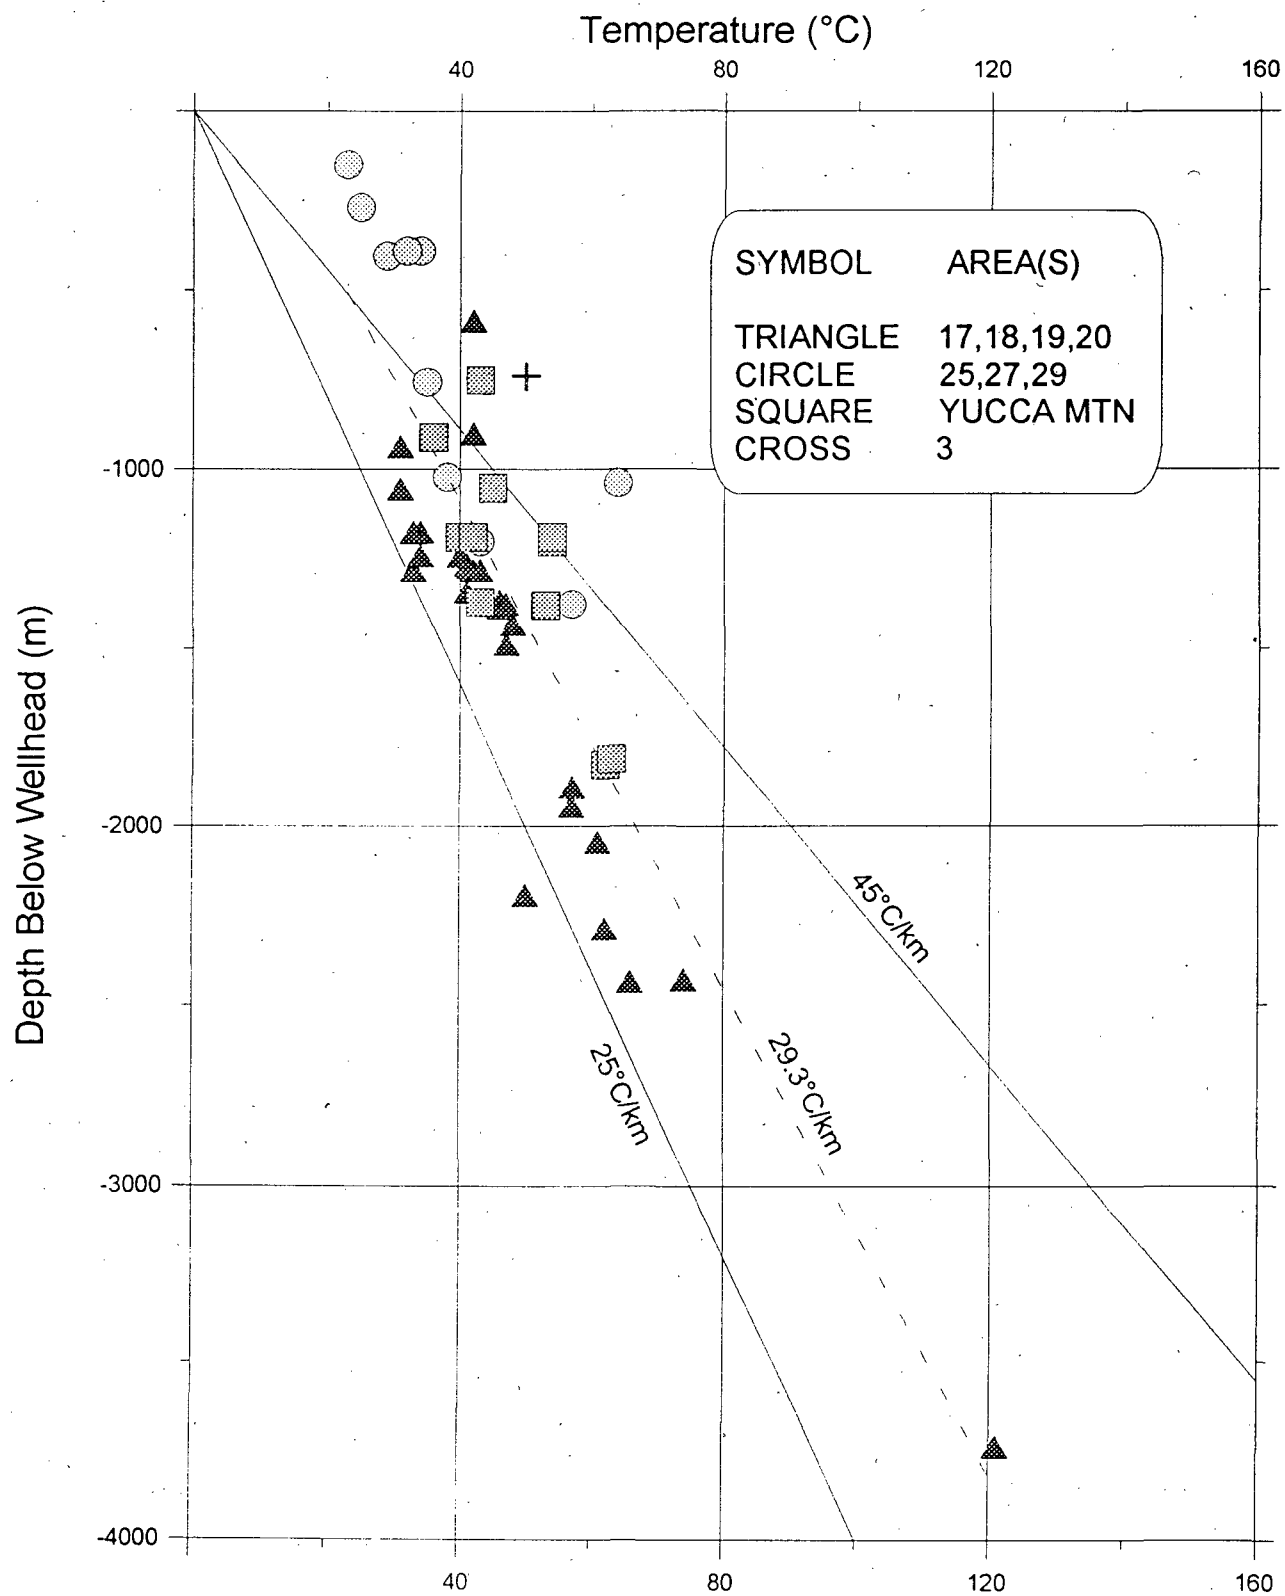 Temperature (°C)
40 80 120 160
SYMBOL AREA(S)
TRIANGLE 17,18,19,20
CIRCLE 25,27,29
SQUARE YUCCA MTN
CROSS 3
-1000
Depth Below Wellhead (m)
-2000
45°C/km
29.3°C/km
25°C/km
-3000
-4000
40 80 120 160